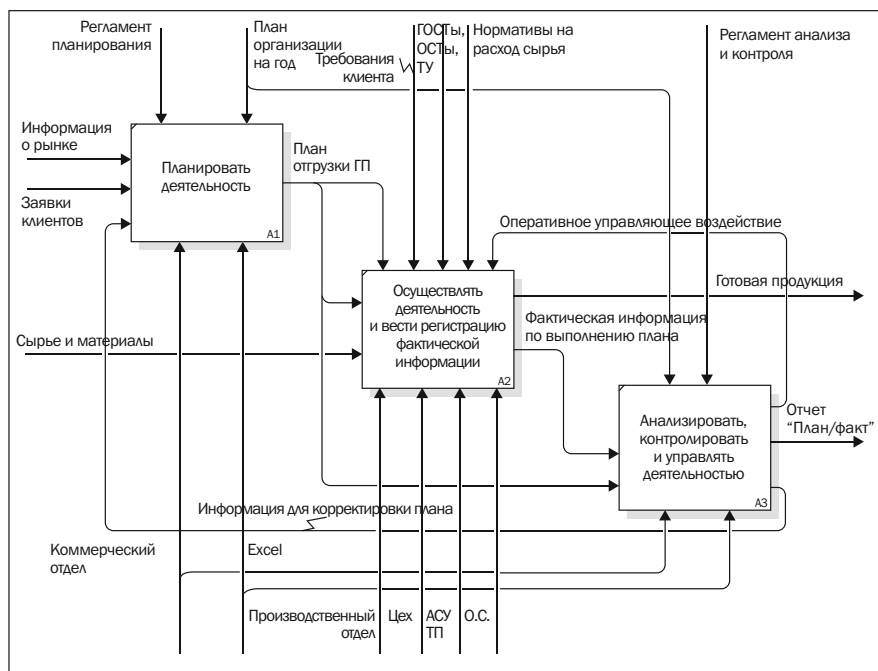 Регламент
планирования
План
организации
на год
Требования
клиента
ГОСТы,
ОСТы,
ТУ
Нормативы на
расход сырья
Регламент анализа
и контроля
Информация
о рынке
Заявки
клиентов
Планировать
деятельность
A1
План
отгрузки ГП
Оперативное управляющее воздействие
Готовая продукция
Осуществлять
деятельность
и вести регистрацию
фактической
информации
A2
Фактическая информация
по выполнению плана
Сырье и материалы
Анализировать,
контролировать
и управлять
деятельностью
A3
Отчет
“План/факт”
Информация для корректировки плана
Коммерческий
отдел
Excel
Производственный
отдел
Цех
АСУ
ТП
О.С.